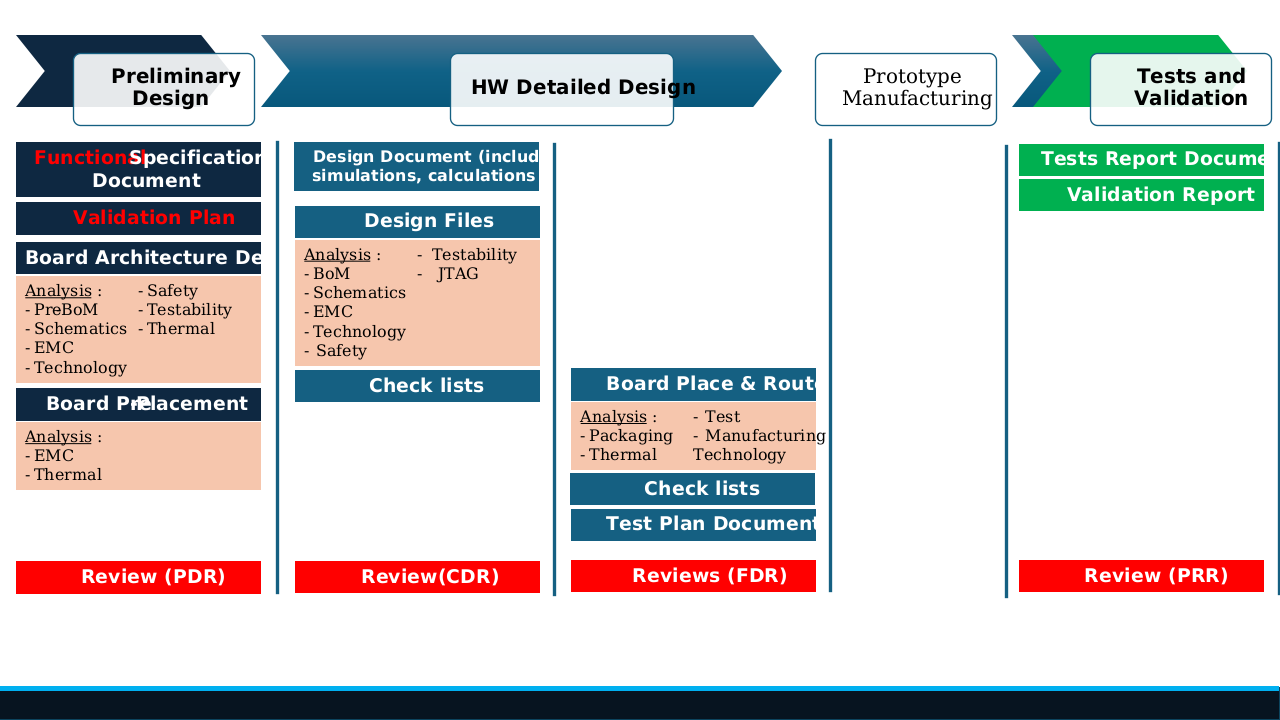 Preliminary
Design
HW Detailed Design
Prototype
Manufacturing
Tests and
Validation
Functional Specification
Document
Validation Plan
Board Architecture De
Analysis :
- PreBoM
- Schematics
- EMC
- Technology
- Safety
- Testability
- Thermal
Board Pre-Placement
Analysis :
- EMC
- Thermal
Review (PDR)
Design Document (includ
simulations, calculations
Design Files
Analysis :
- BoM
- Schematics
- EMC
- Technology
- Safety
- Testability
- JTAG
Check lists
Review(CDR)
Board Place & Route
Analysis :
- Packaging
- Thermal
- Test
- Manufacturing
Technology
Check lists
Test Plan Document
Reviews (FDR)
Tests Report Docume
Validation Report
Review (PRR)